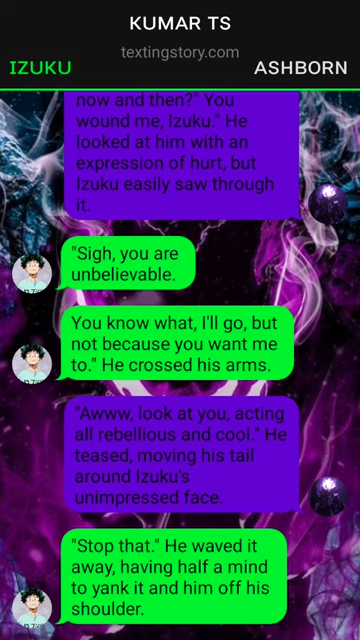 KUMAR TS
textingstory.com
IZUKU
ASHBORN
now and then?" You
wound me, Izuku." He
looked at him with an
expression of hurt, but
Izuku easily saw through
it.
"Sigh, you are
unbelievable.
You know what, I'll go, but
not because you want me
to." He crossed his arms.
"Awww, look at you, acting
all rebellious and cool." He
teased, moving his tail
around Izuku's
unimpressed face.
"Stop that." He waved it
away, having half a mind
to yank it and him off his
shoulder.